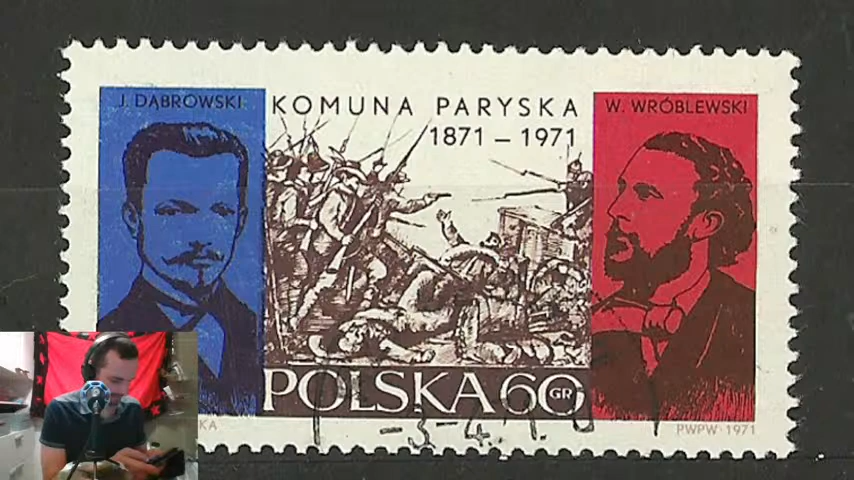 J. DĄBROWSKI
KOMUNA PARYSKA
1871 – 1971
W. WRÓBLEWSKI
POLSKA 60 GR
PWPW · 1971